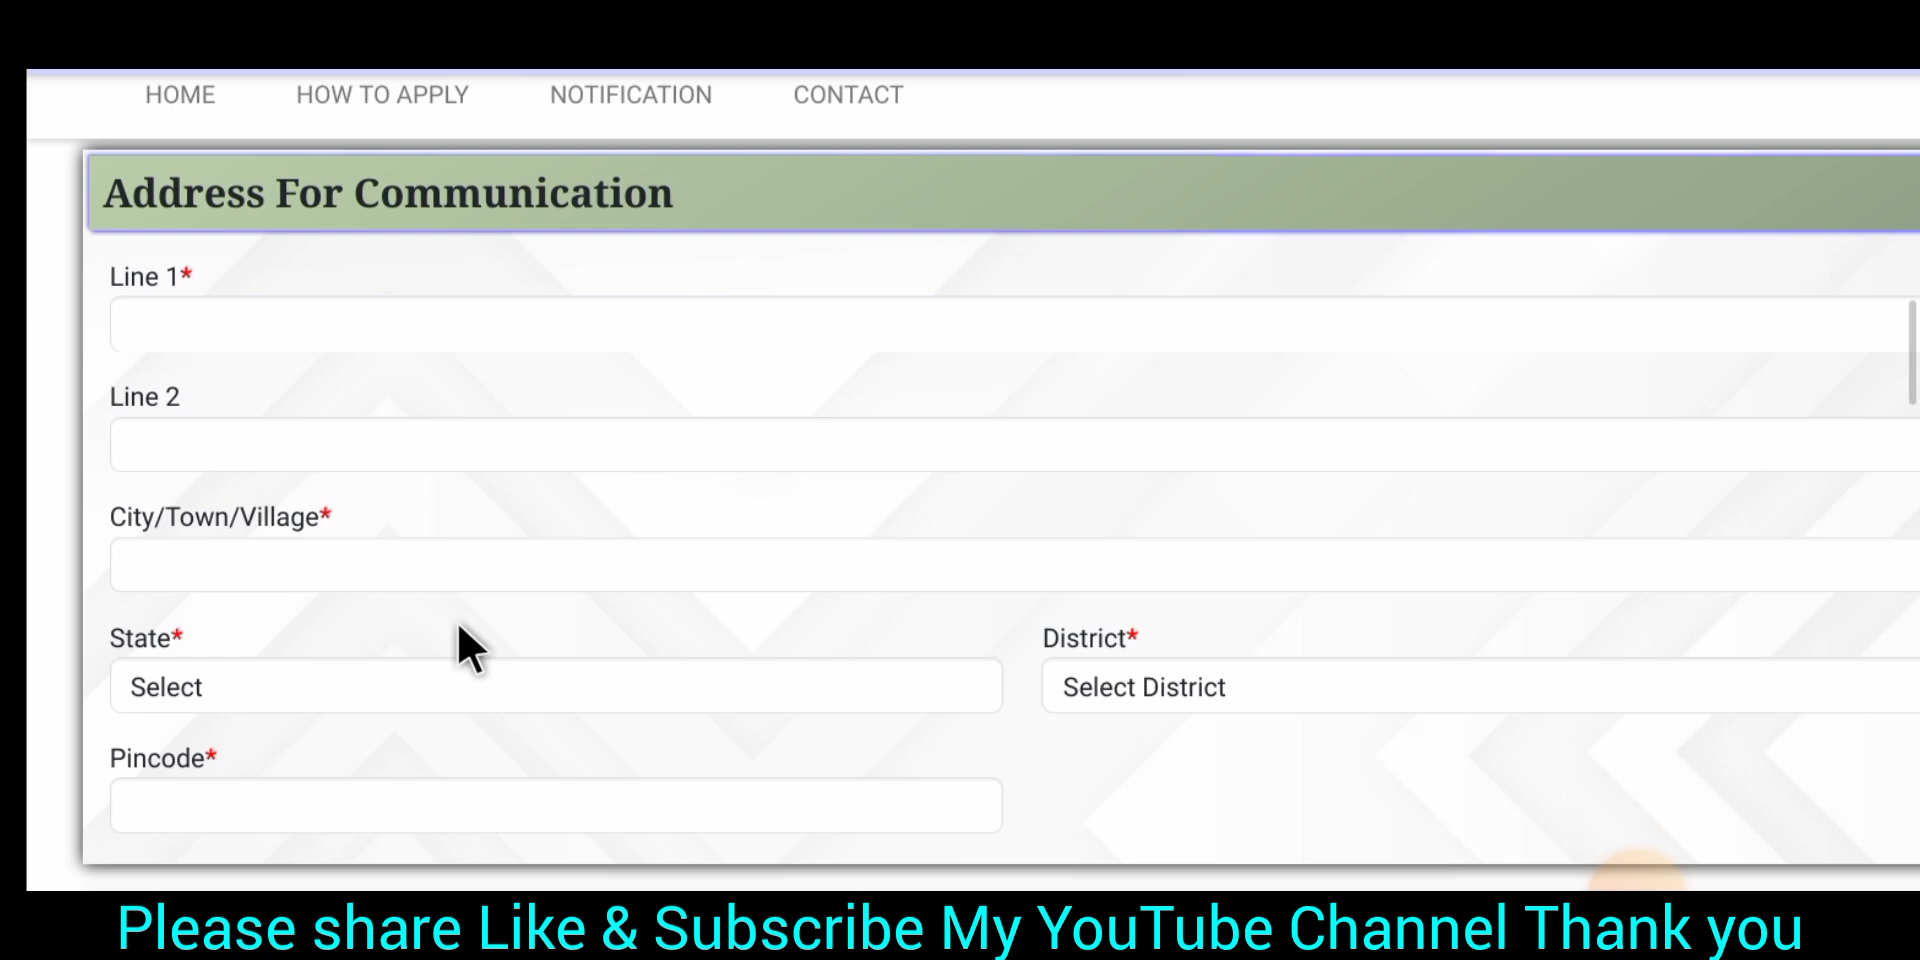 HOME HOW TO APPLY NOTIFICATION CONTACT
Address For Communication
Line 1*
Line 2
City/Town/Village*
State* District*
Select Select District
Pincode*
Please share Like & Subscribe My YouTube Channel Thank you